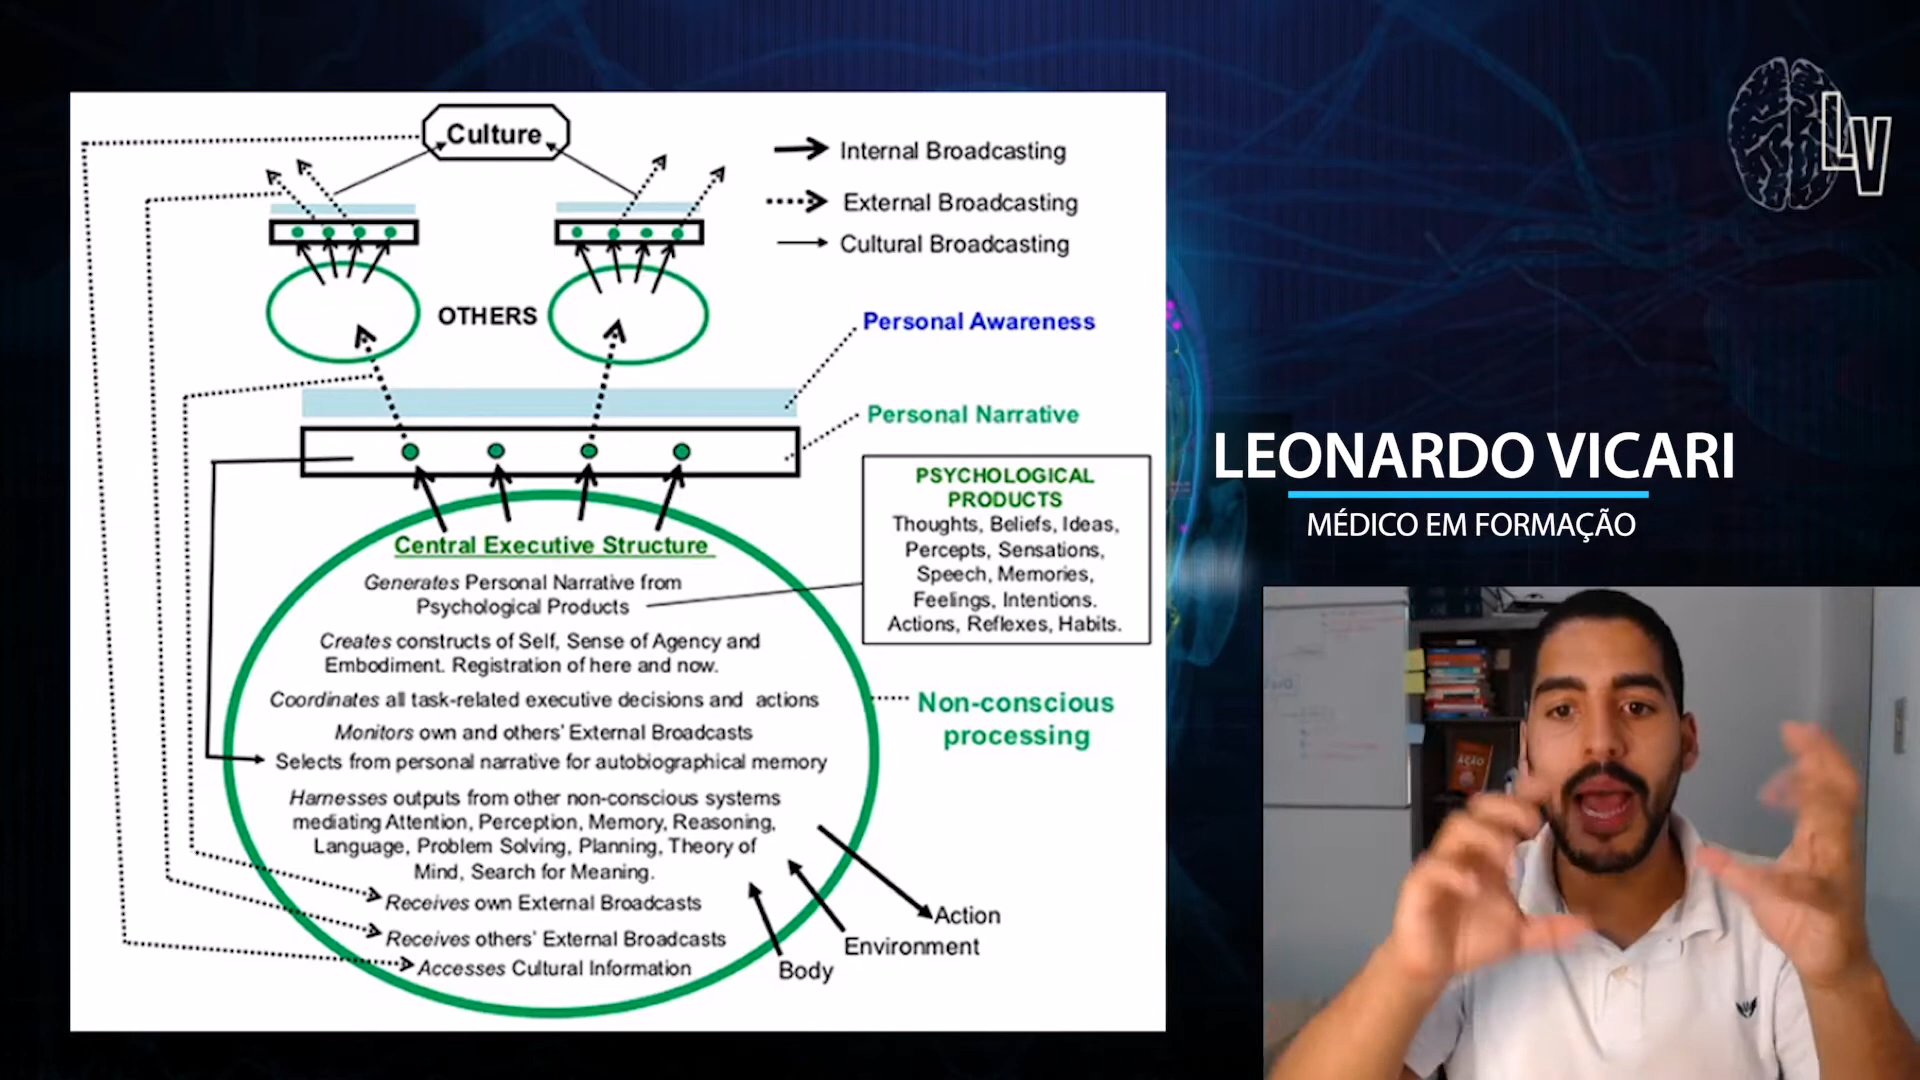 Culture
Internal Broadcasting
External Broadcasting
Cultural Broadcasting
OTHERS
Personal Awareness
Personal Narrative
PSYCHOLOGICAL
PRODUCTS
Thoughts, Beliefs, Ideas,
Percepts, Sensations,
Speech, Memories,
Feelings, Intentions.
Actions, Reflexes, Habits.
Central Executive Structure
Generates Personal Narrative from
Psychological Products
Creates constructs of Self, Sense of Agency and
Embodiment. Registration of here and now.
Coordinates all task-related executive decisions and actions
Monitors own and others' External Broadcasts
Selects from personal narrative for autobiographical memory
Harnesses outputs from other non-conscious systems
mediating Attention, Perception, Memory, Reasoning,
Language, Problem Solving, Planning, Theory of
Mind, Search for Meaning.
Receives own External Broadcasts
Receives others' External Broadcasts
Accesses Cultural Information
Non-conscious
processing
Action
Environment
Body
LV
LEONARDO VICARI
MÉDICO EM FORMAÇÃO
AÇÃO